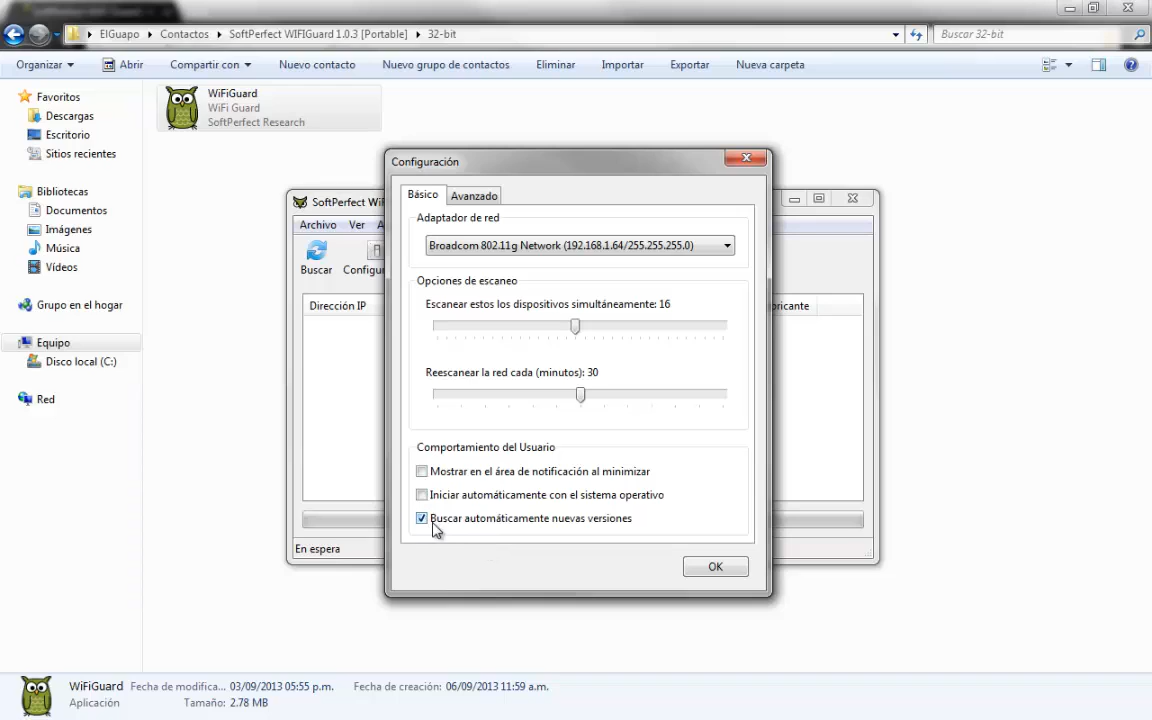 ElGuapo ▸ Contactos ▸ SoftPerfect WIFIGuard 1.0.3 [Portable] ▸ 32-bit
Buscar 32-bit
Organizar Abrir Compartir con Nuevo contacto Nuevo grupo de contactos Eliminar Importar Exportar Nueva carpeta
Favoritos
Descargas
Escritorio
Sitios recientes
Bibliotecas
Documentos
Imágenes
Música
Vídeos
Grupo en el hogar
Equipo
Disco local (C:)
Red
WiFiGuard
WiFi Guard
SoftPerfect Research
SoftPerfect
Archivo Ver
Buscar
Dirección IP
En espera
Configuración
Básico Avanzado
Adaptador de red
Broadcom 802.11g Network (192.168.1.64/255.255.255.0)
Opciones de escaneo
Escanear estos los dispositivos simultáneamente: 16
Reescanear la red cada (minutos): 30
Comportamiento del Usuario
Mostrar en el área de notificación al minimizar
Iniciar automáticamente con el sistema operativo
Buscar automáticamente nuevas versiones
OK
WiFiGuard Fecha de modifica... 03/09/2013 05:55 p.m. Fecha de creación: 06/09/2013 11:59 a.m.
Aplicación Tamaño: 2.78 MB